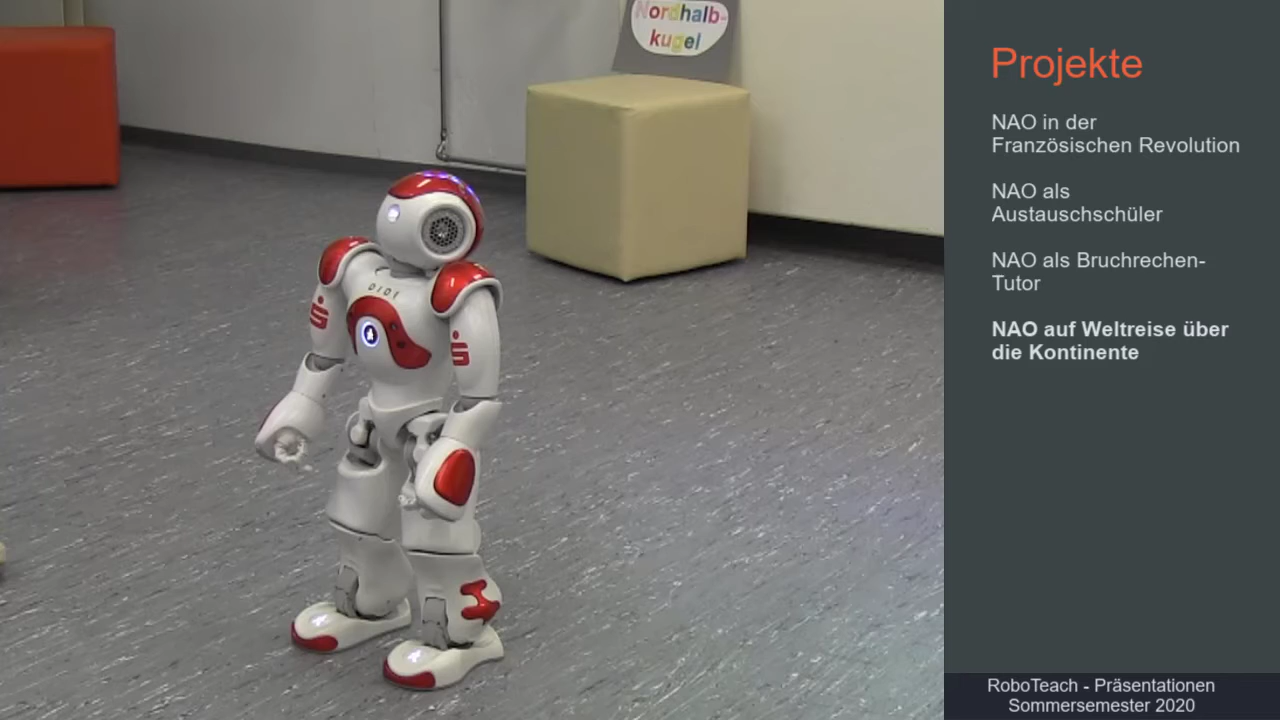 Nordhalb-
kugel
DIDI
Projekte
NAO in der
Französischen Revolution
NAO als
Austauschschüler
NAO als Bruchrechen-
Tutor
NAO auf Weltreise über
die Kontinente
RoboTeach - Präsentationen
Sommersemester 2020